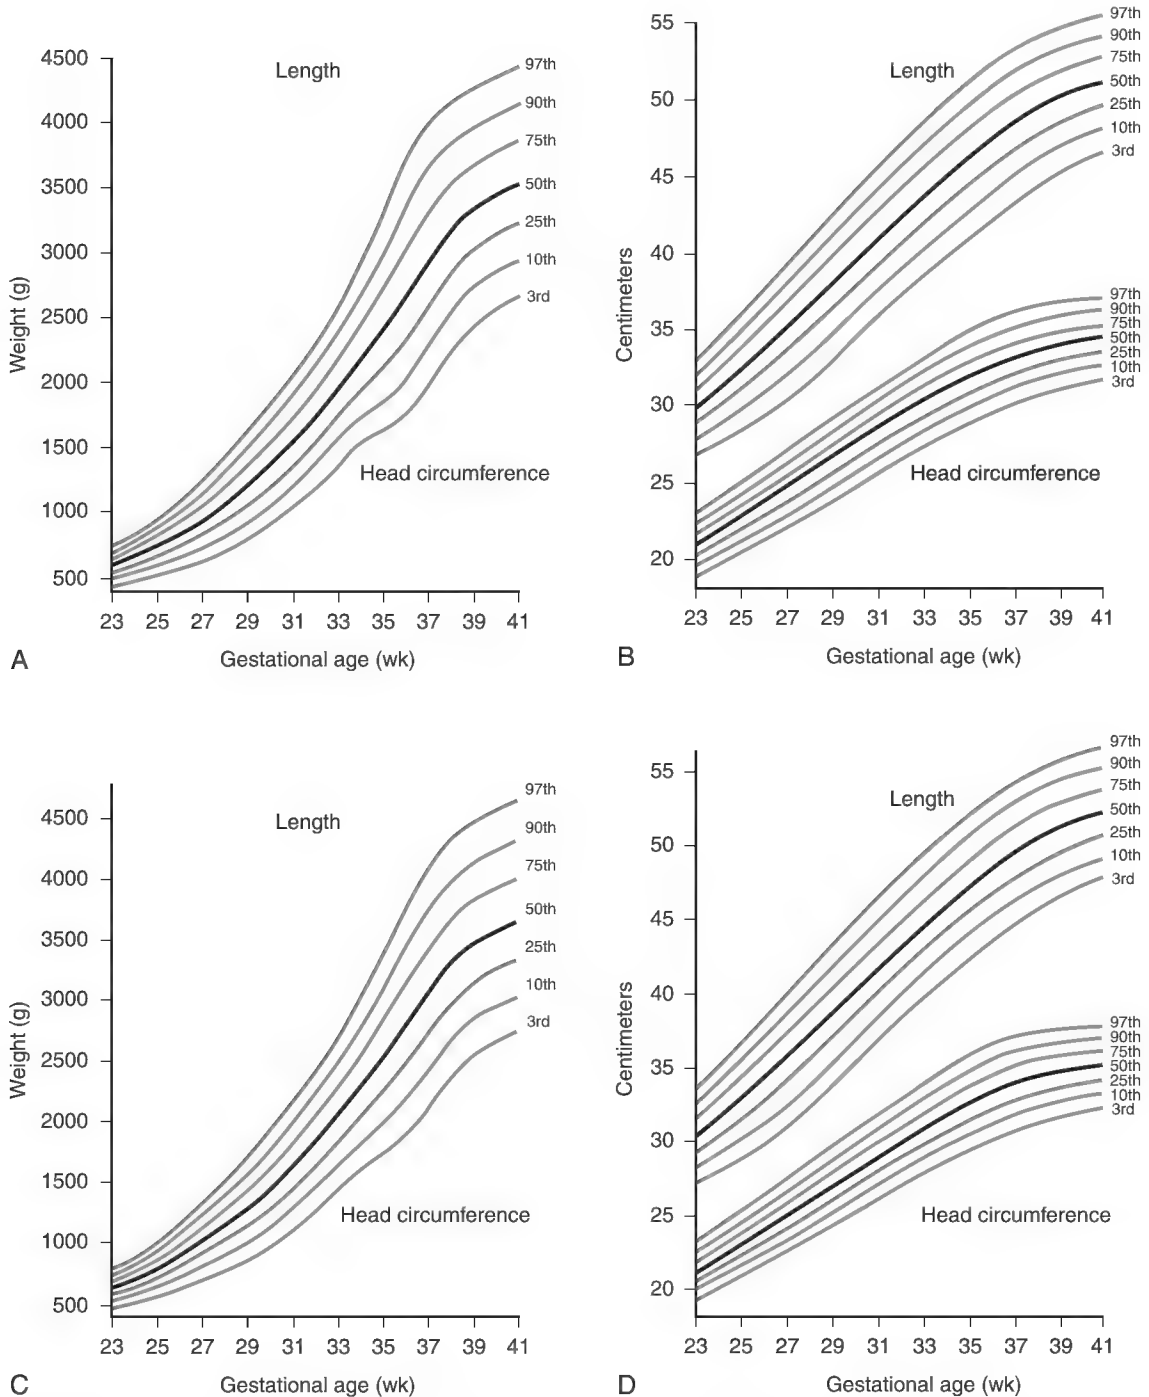 Length
4500
4000
3500
3000
2500
2000
1500
1000
500
Weight (g)
97th
90th
75th
50th
25th
10th
3rd
Head circumference
23 25 27 29 31 33 35 37 39 41
Gestational age (wk)
A
Length
55
50
45
40
35
30
25
20
Centimeters
97th
90th
75th
50th
25th
10th
3rd
97th
90th
75th
50th
25th
10th
3rd
Head circumference
23 25 27 29 31 33 35 37 39 41
Gestational age (wk)
B
Length
4500
4000
3500
3000
2500
2000
1500
1000
500
Weight (g)
97th
90th
75th
50th
25th
10th
3rd
Head circumference
23 25 27 29 31 33 35 37 39 41
Gestational age (wk)
C
Length
55
50
45
40
35
30
25
20
Centimeters
97th
90th
75th
50th
25th
10th
3rd
97th
90th
75th
50th
25th
10th
3rd
Head circumference
23 25 27 29 31 33 35 37 39 41
Gestational age (wk)
D